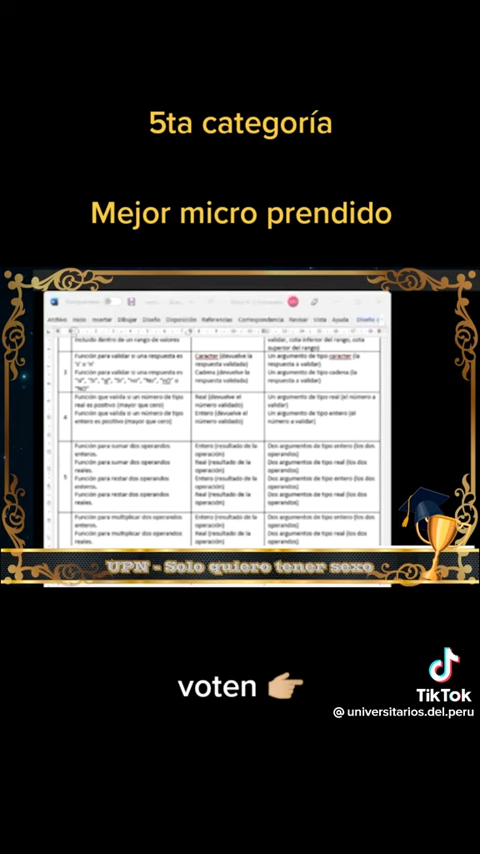 5ta categoría
Mejor micro prendido
Archivo Inicio Insertar Dibujar Diseño Disposición Referencias Correspondencia Revisar Vista Ayuda Diseño
incluido dentro de un rango de valores
validar, cota inferior del rango, cota
superior del rango)
3
Función para validar si una respuesta es
's' o 'n'
Función para validar si una respuesta es
Caracter (devuelve la
respuesta validada)
Cadena (devuelve la
respuesta validada)
Un argumento de tipo caracter (la
respuesta a validar)
Un argumento de tipo cadena (la
respuesta a validar)
"NO"
4
Función que valida si un número de tipo
real es positivo (mayor que cero)
Función que valida si un número de tipo
entero es positivo (mayor que cero)
Real (devuelve el
número validado)
Entero (devuelve el
número validado)
Un argumento de tipo real (el número a
validar)
Un argumento de tipo entero (el
número a validar)
5
Función para sumar dos operandos
enteros.
Función para sumar dos operandos
reales.
Función para restar dos operandos
enteros.
Función para restar dos operandos
reales.
Entero (resultado de la
operación)
Real (resultado de la
operación)
Entero (resultado de la
operación)
Real (resultado de la
operación)
Dos argumentos de tipo entero (los dos
operandos)
Dos argumentos de tipo real (los dos
operandos)
Dos argumentos de tipo entero (los dos
operandos)
Dos argumentos de tipo real (los dos
operandos)
Función para multiplicar dos operandos
enteros.
Función para multiplicar dos operandos
reales.
Entero (resultado de la
operación)
Real (resultado de la
operación)
Dos argumentos de tipo entero (los dos
operandos)
Dos argumentos de tipo real (los dos
operandos)
UPN - Solo quiero tener sexo
voten
TikTok
@universitarios.del.peru